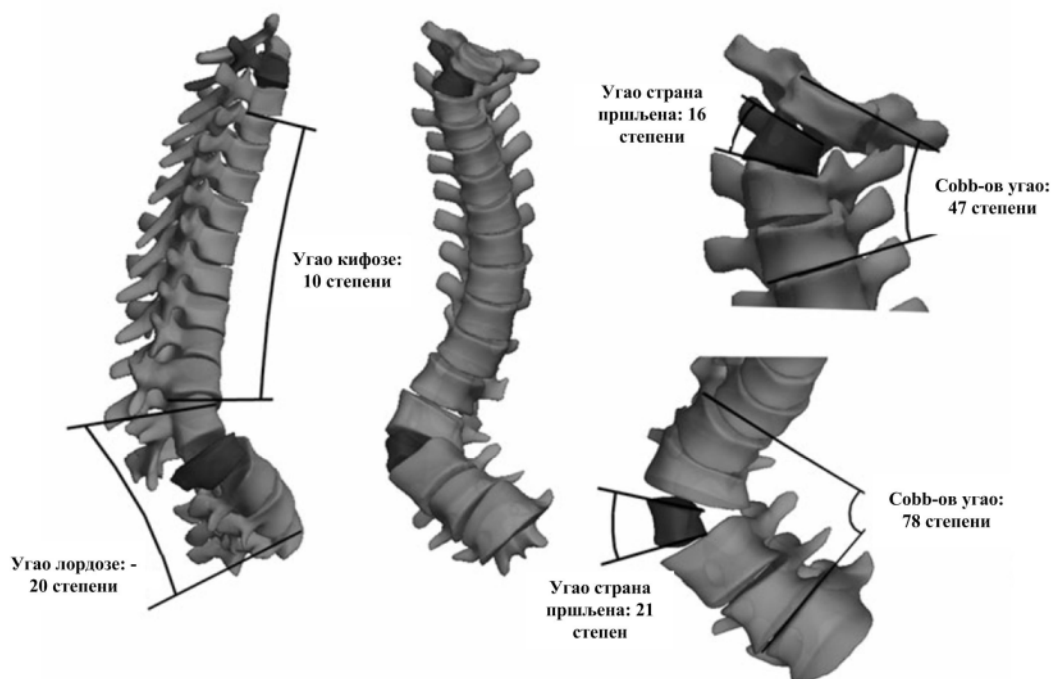 Угао страна
пршљена: 16
степени
Cobb-ов угао:
47 степени
Угао кифозе:
10 степени
Угао лордозе: -
20 степени
Cobb-ов угао:
78 степени
Угао страна
пршљена: 21
степен